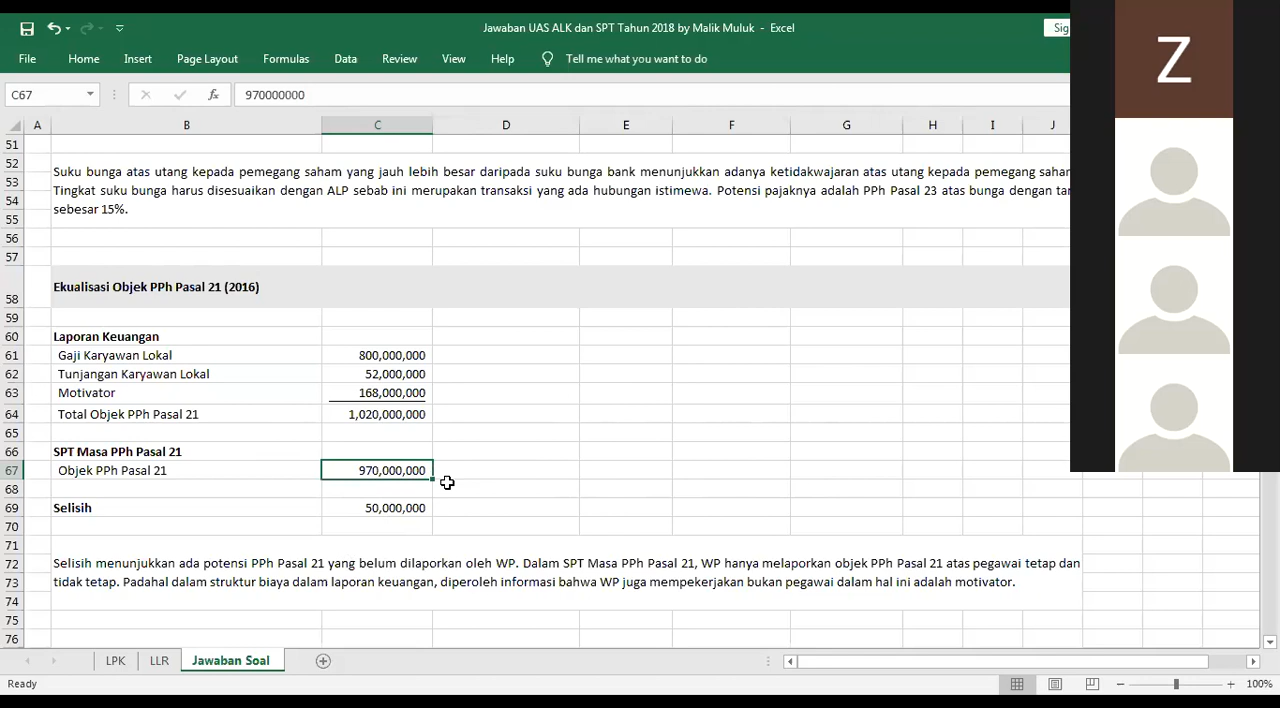 Jawaban UAS ALK dan SPT Tahun 2018 by Malik Muluk - Excel
Sig
File Home Insert Page Layout Formulas Data Review View Help Tell me what you want to do
C67 fx 970000000
A B C D E F G H I J
51
52
53
54
55
56
57
58
59
60
61
62
63
64
65
66
67
68
69
70
71
72
73
74
75
76
Suku bunga atas utang kepada pemegang saham yang jauh lebih besar daripada suku bunga bank menunjukkan adanya ketidakwajaran atas utang kepada pemegang saham
Tingkat suku bunga harus disesuaikan dengan ALP sebab ini merupakan transaksi yang ada hubungan istimewa. Potensi pajaknya adalah PPh Pasal 23 atas bunga dengan tar
sebesar 15%.
Ekualisasi Objek PPh Pasal 21 (2016)
Laporan Keuangan
Gaji Karyawan Lokal 800,000,000
Tunjangan Karyawan Lokal 52,000,000
Motivator 168,000,000
Total Objek PPh Pasal 21 1,020,000,000
SPT Masa PPh Pasal 21
Objek PPh Pasal 21 970,000,000
Selisih 50,000,000
Selisih menunjukkan ada potensi PPh Pasal 21 yang belum dilaporkan oleh WP. Dalam SPT Masa PPh Pasal 21, WP hanya melaporkan objek PPh Pasal 21 atas pegawai tetap dan
tidak tetap. Padahal dalam struktur biaya dalam laporan keuangan, diperoleh informasi bahwa WP juga mempekerjakan bukan pegawai dalam hal ini adalah motivator.
LPK LLR Jawaban Soal
Ready
100%
Z